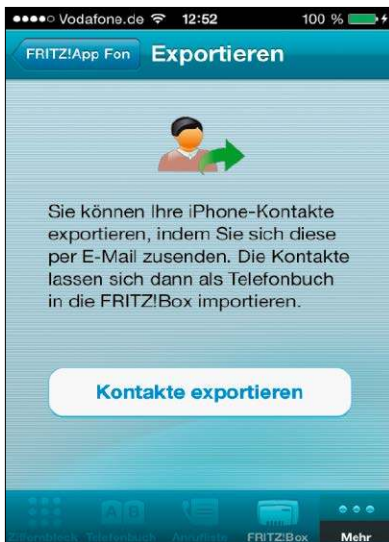 Vodafone.de 12:52 100 %
FRITZ!App Fon Exportieren
Sie können Ihre iPhone-Kontakte
exportieren, indem Sie sich diese
per E-Mail zusenden. Die Kontakte
lassen sich dann als Telefonbuch
in die FRITZ!Box importieren.
Kontakte exportieren
A B
Ziffernblock Telefonbuch Anrufliste FRITZ!Box Mehr